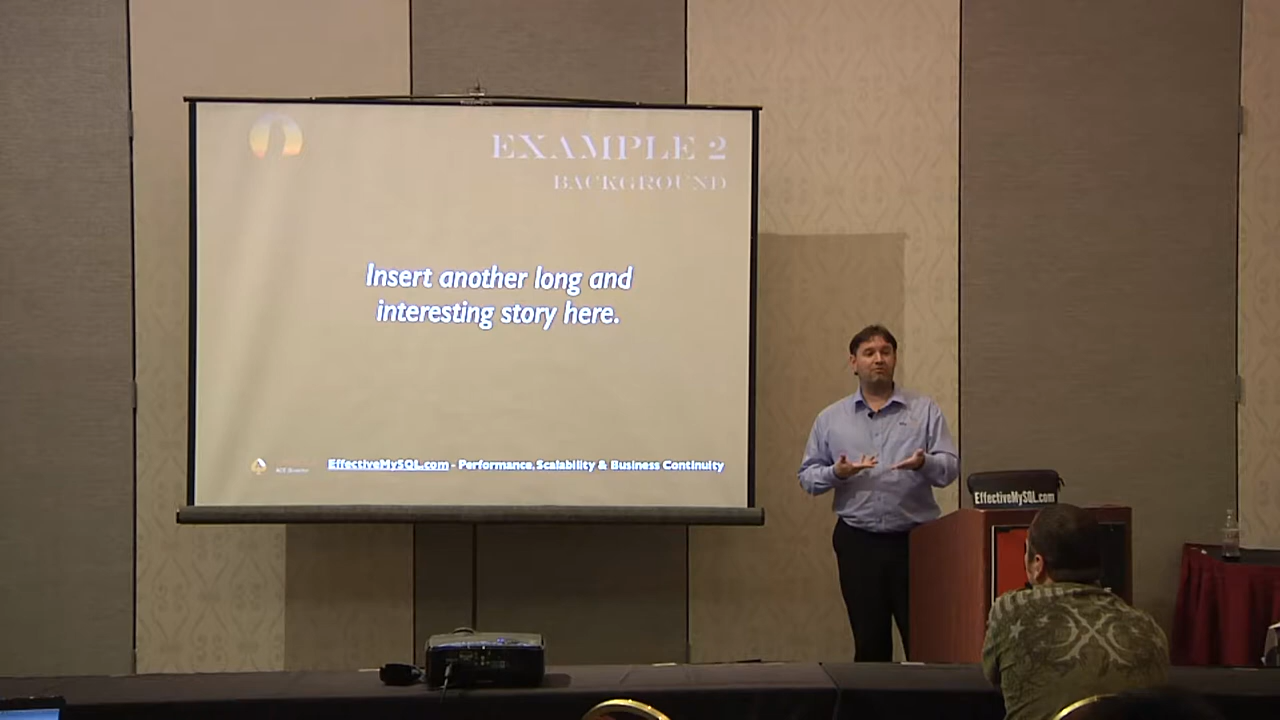 EXAMPLE 2
BACKGROUND
Insert another long and
interesting story here.
EffectiveMySQL.com - Performance, Scalability & Business Continuity
EffectiveMySQL.com